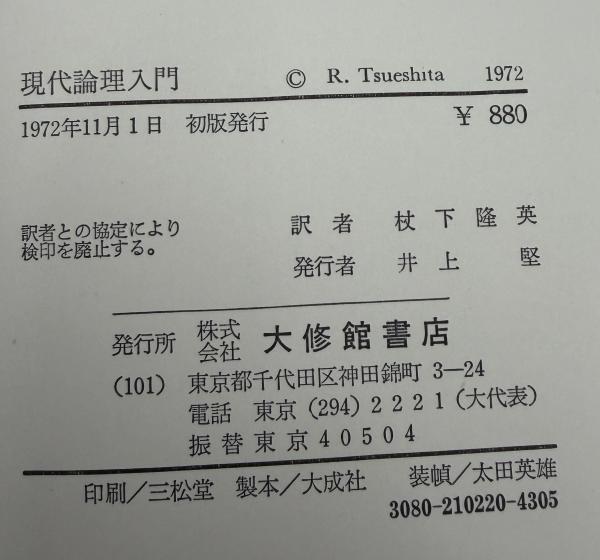 現代論理入門 © R. Tsueshita 1972
1972年11月1日 初版発行 ¥ 880
訳者との協定により
検印を廃止する。
訳者 杖下隆英
発行者 井上 堅
発行所 株式会社 大修館書店
(101) 東京都千代田区神田錦町 3-24
電話 東京 (294) 2221 (大代表)
振替東京40504
印刷/三松堂 製本/大成社 装幀/太田英雄
3080-210220-4305